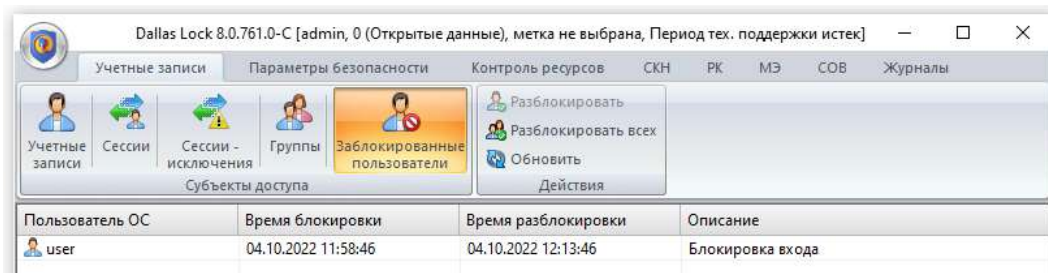 Dallas Lock 8.0.761.0-C [admin, 0 (Открытые данные), метка не выбрана, Период тех. поддержки истек]
Учетные записи Параметры безопасности Контроль ресурсов СКН РК МЭ СОВ Журналы
Учетные записи
Сессии
Сессии - исключения
Группы
Заблокированные пользователи
Субъекты доступа
Разблокировать
Разблокировать всех
Обновить
Действия
Пользователь ОС Время блокировки Время разблокировки Описание
user 04.10.2022 11:58:46 04.10.2022 12:13:46 Блокировка входа